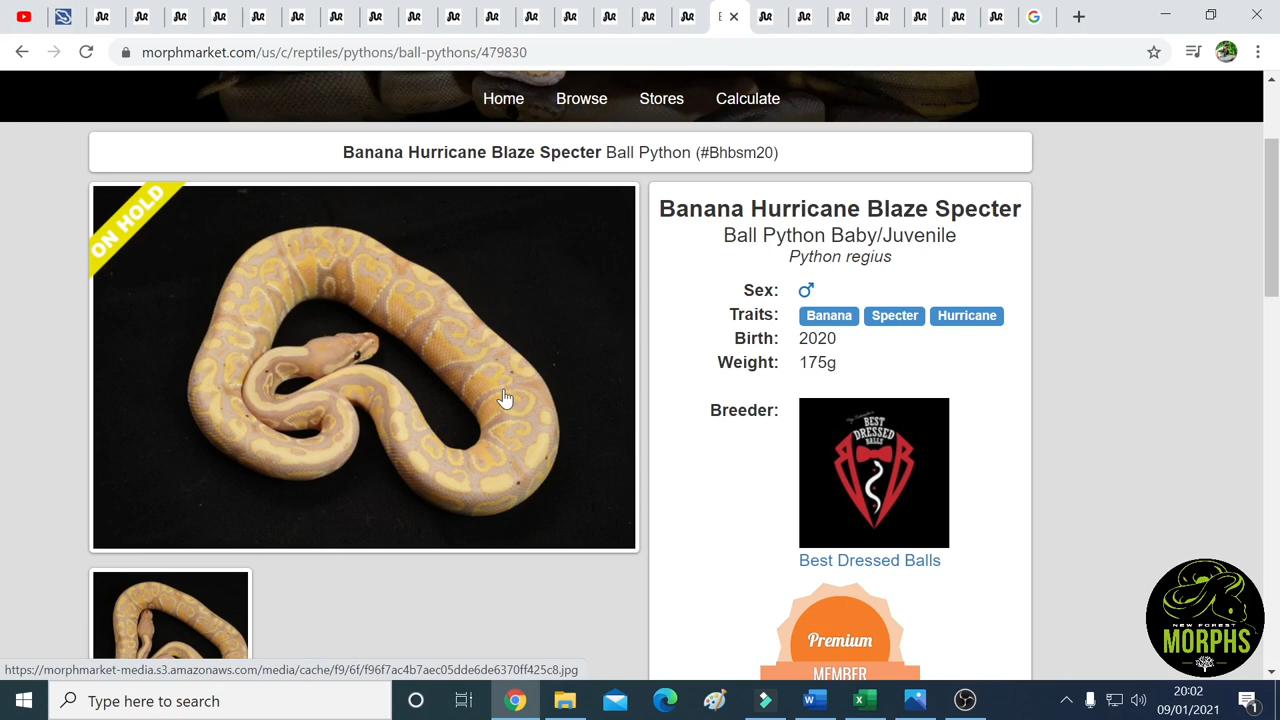 E
morphmarket.com/us/c/reptiles/pythons/ball-pythons/479830
Home Browse Stores Calculate
Banana Hurricane Blaze Specter Ball Python (#Bhbsm20)
ON HOLD
Banana Hurricane Blaze Specter
Ball Python Baby/Juvenile
Python regius
Sex: ♂
Traits: Banana Specter Hurricane
Birth: 2020
Weight: 175g
Breeder:
BEST
DRESSED
BALLS
Best Dressed Balls
Premium
MEMBER
NEW FOREST
MORPHS
https://morphmarket-media.s3.amazonaws.com/media/cache/f9/6f/f96f7ac4b7aec05dde6de6370ff425c8.jpg
Type here to search
20:02
09/01/2021
1